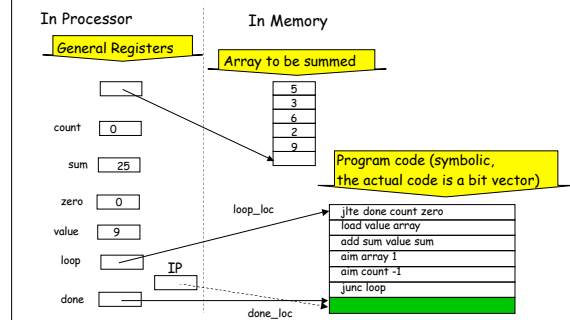 In Processor
In Memory
General Registers
Array to be summed
5
3
6
2
9
count 0
sum 25
zero 0
value 9
loop
IP
done
loop_loc
done_loc
Program code (symbolic,
the actual code is a bit vector)
jlte done count zero
load value array
add sum value sum
aim array 1
aim count -1
junc loop